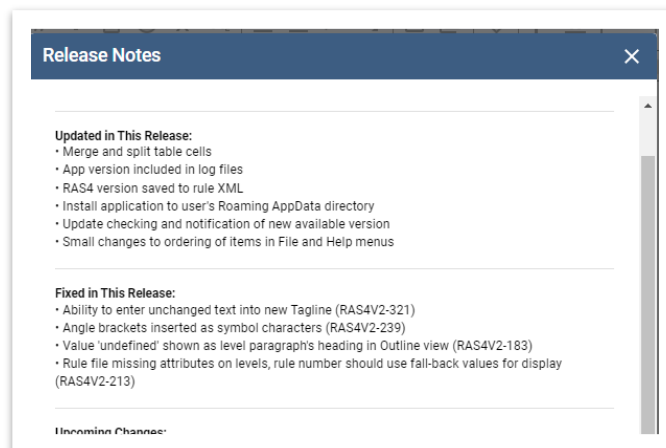 Release Notes
Updated in This Release:
• Merge and split table cells
• App version included in log files
• RAS4 version saved to rule XML
• Install application to user's Roaming AppData directory
• Update checking and notification of new available version
• Small changes to ordering of items in File and Help menus
Fixed in This Release:
• Ability to enter unchanged text into new Tagline (RAS4V2-321)
• Angle brackets inserted as symbol characters (RAS4V2-239)
• Value 'undefined' shown as level paragraph's heading in Outline view (RAS4V2-183)
• Rule file missing attributes on levels, rule number should use fall-back values for display
(RAS4V2-213)
Upcoming Changes: